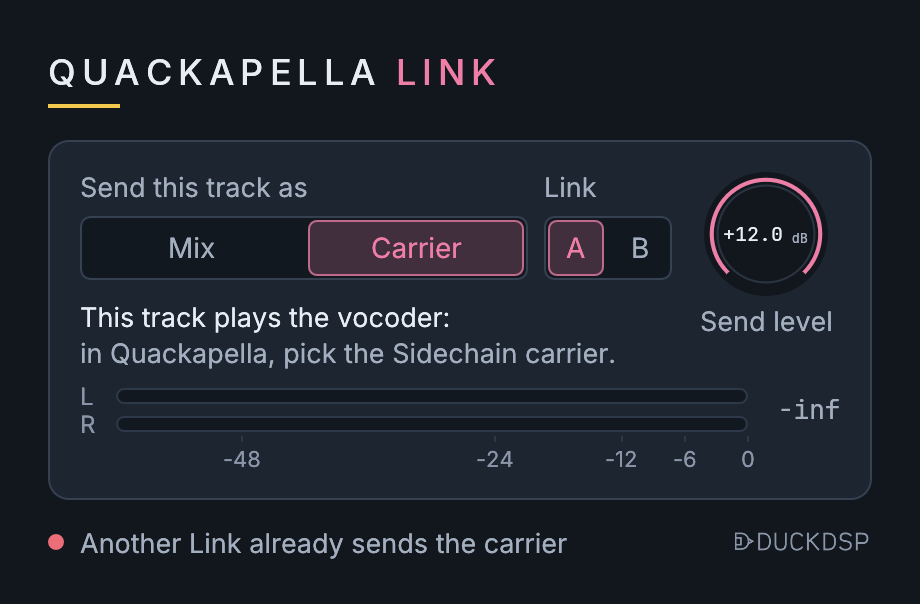 QUACKAPELLA LINK
Send this track as
Link
Mix
Carrier
A
B
+12.0 dB
Send level
This track plays the vocoder:
in Quackapella, pick the Sidechain carrier.
L
R
-inf
-48 -24 -12 -6 0
Another Link already sends the carrier
DUCKDSP